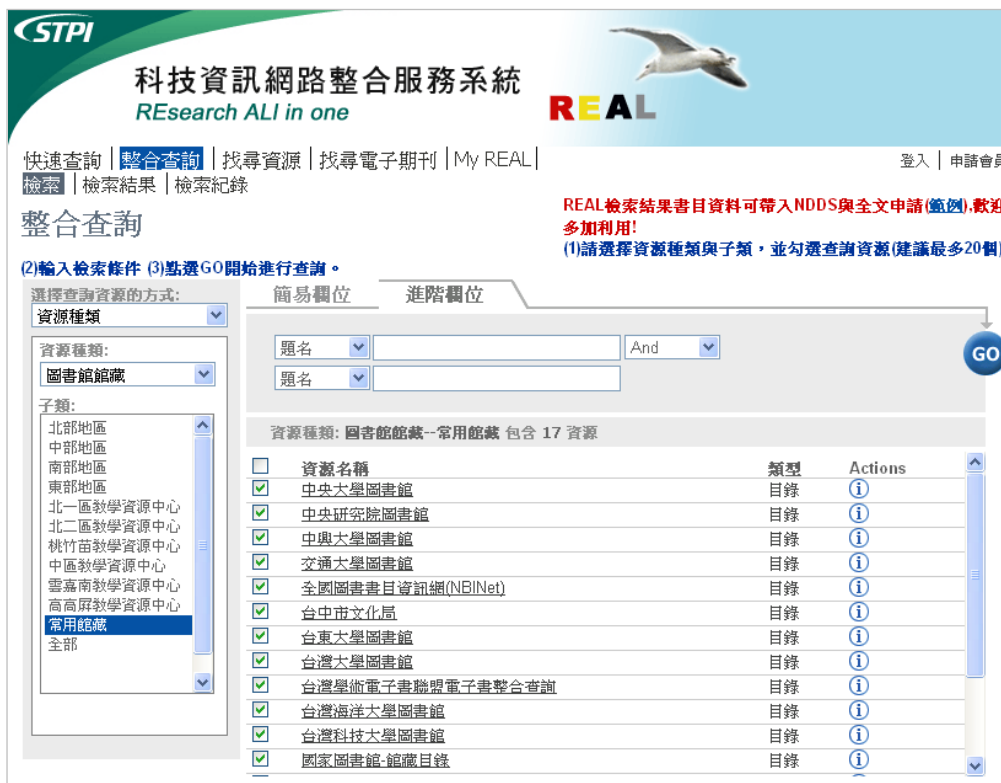 STPI
科技資訊網路整合服務系統
REsearch ALl in one
REAL
快速查詢 | 整合查詢 | 找尋資源 | 找尋電子期刊 | My REAL |
登入 | 申請會員
檢索 | 檢索結果 | 檢索紀錄
整合查詢
REAL檢索結果書目資料可帶入NDDS與全文申請(範例),歡迎
多加利用!
(1)請選擇資源種類與子類，並勾選查詢資源(建議最多20個)
(2)輸入檢索條件 (3)點選GO開始進行查詢。
選擇查詢資源的方式:
資源種類
資源種類:
圖書館館藏
子類:
北部地區
中部地區
南部地區
東部地區
北一區教學資源中心
北二區教學資源中心
桃竹苗教學資源中心
中區教學資源中心
雲嘉南教學資源中心
高高屏教學資源中心
常用館藏
全部
簡易欄位 進階欄位
題名 And
題名
GO
資源種類: 圖書館館藏--常用館藏 包含 17 資源
資源名稱 類型 Actions
中央大學圖書館 目錄
中央研究院圖書館 目錄
中興大學圖書館 目錄
交通大學圖書館 目錄
全國圖書書目資訊網(NBINet) 目錄
台中市文化局 目錄
台東大學圖書館 目錄
台灣大學圖書館 目錄
台灣學術電子書聯盟電子書整合查詢 目錄
台灣海洋大學圖書館 目錄
台灣科技大學圖書館 目錄
國家圖書館-館藏目錄 目錄